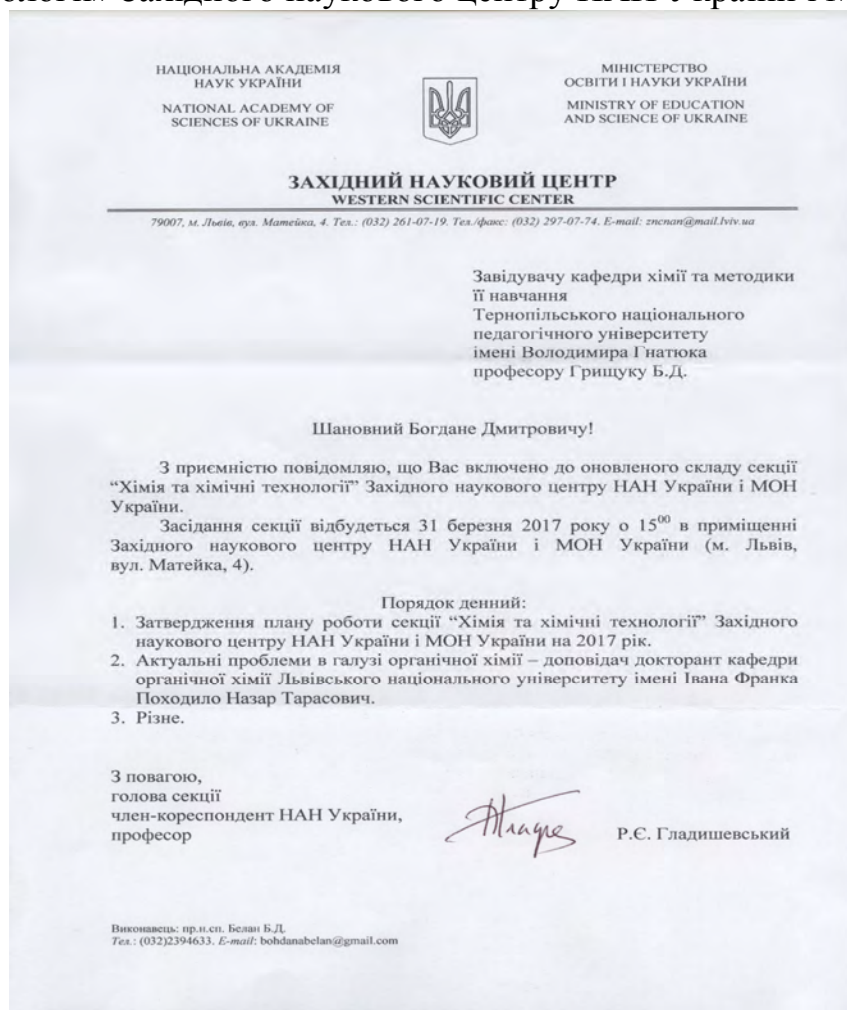 Західного наукового центру НАН України і М
НАЦІОНАЛЬНА АКАДЕМІЯ
НАУК УКРАЇНИ
NATIONAL ACADEMY OF
SCIENCES OF UKRAINE
МІНІСТЕРСТВО
ОСВІТИ І НАУКИ УКРАЇНИ
MINISTRY OF EDUCATION
AND SCIENCE OF UKRAINE
ЗАХІДНИЙ НАУКОВИЙ ЦЕНТР
WESTERN SCIENTIFIC CENTER
79007, м. Львів, вул. Матейка, 4. Тел.: (032) 261-07-19. Тел./факс: (032) 297-07-74. E-mail: zncnan@mail.lviv.ua
Завідувачу кафедри хімії та методики
її навчання
Тернопільського національного
педагогічного університету
імені Володимира Гнатюка
професору Грищуку Б.Д.
Шановний Богдане Дмитровичу!
З приємністю повідомляю, що Вас включено до оновленого складу секції
“Хімія та хімічні технології” Західного наукового центру НАН України і МОН
України.
Засідання секції відбудеться 31 березня 2017 року о 15⁰⁰ в приміщенні
Західного наукового центру НАН України і МОН України (м. Львів,
вул. Матейка, 4).
Порядок денний:
1. Затвердження плану роботи секції “Хімія та хімічні технології” Західного
наукового центру НАН України і МОН України на 2017 рік.
2. Актуальні проблеми в галузі органічної хімії – доповідач докторант кафедри
органічної хімії Львівського національного університету імені Івана Франка
Походило Назар Тарасович.
3. Різне.
З повагою,
голова секції
член-кореспондент НАН України,
професор
Р.Є. Гладишевський
Виконавець: пр.н.сп. Белан Б.Д.
Тел.: (032)2394633. E-mail: bohdanabelan@gmail.com